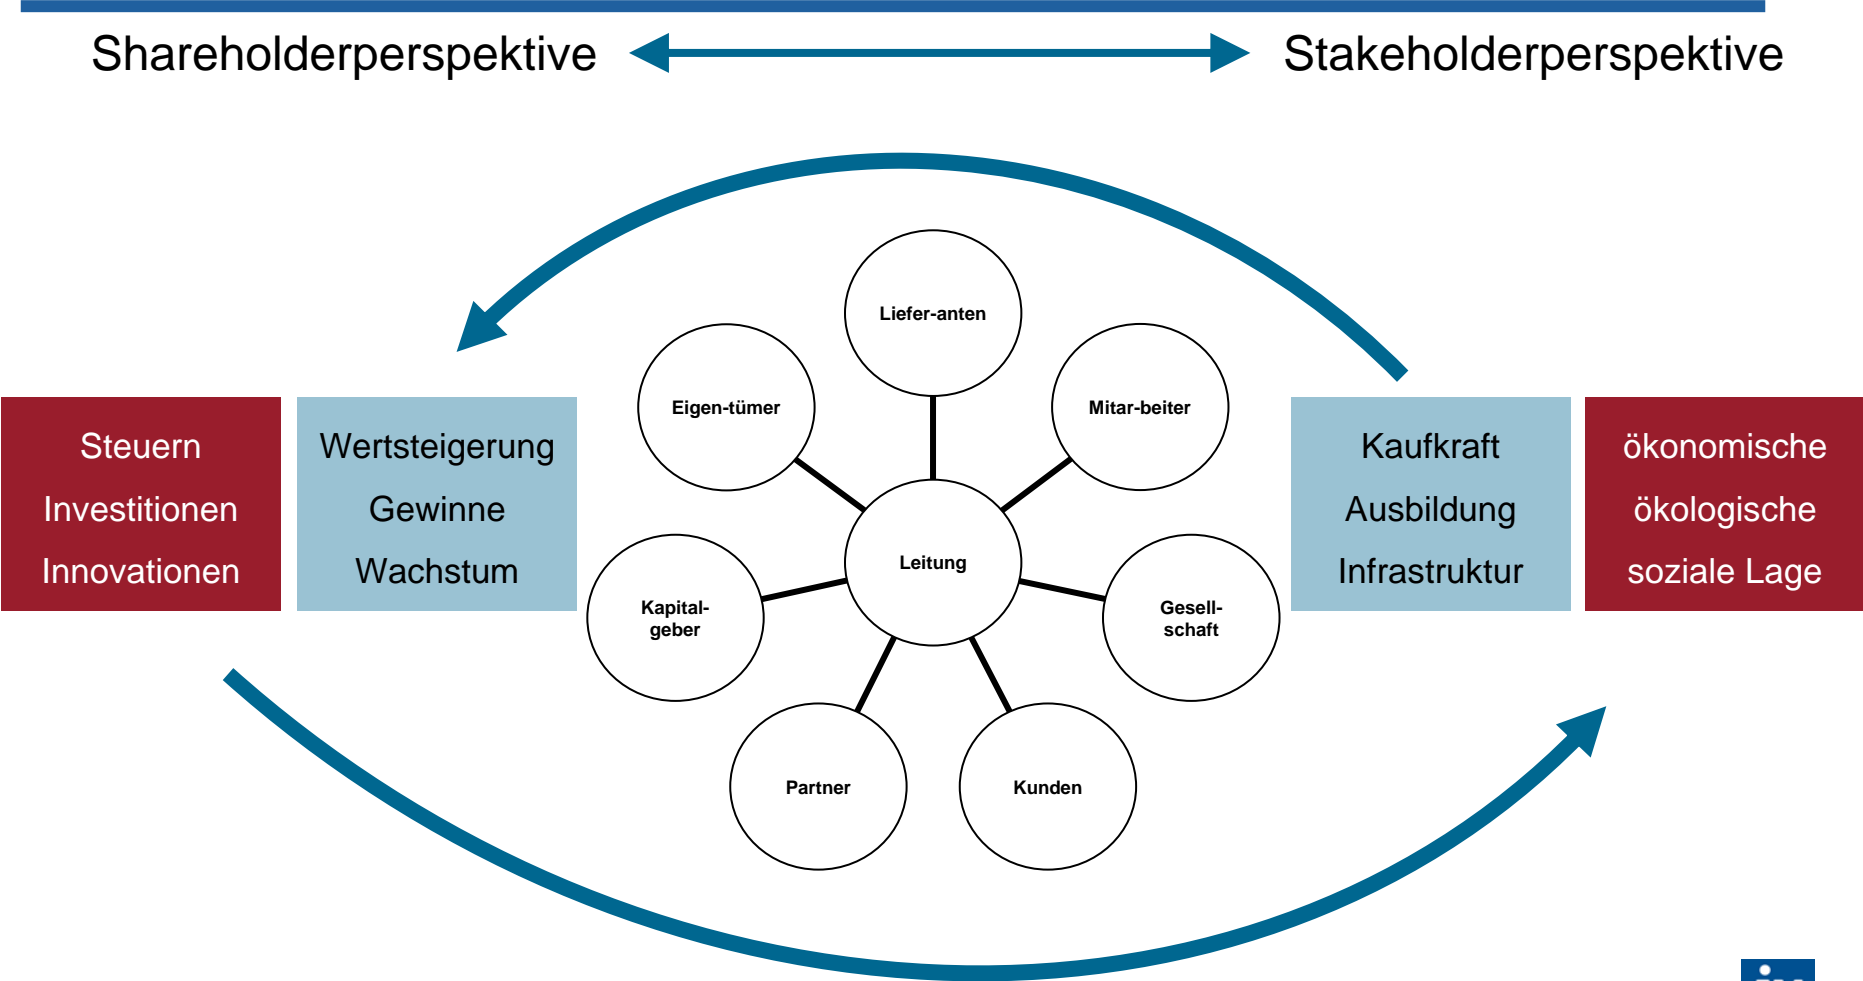 Shareholderperspektive
Stakeholderperspektive
Liefer-anten
Eigen-tümer
Mitar-beiter
Steuern
Investitionen
Innovationen
Wertsteigerung
Gewinne
Wachstum
Leitung
Kapital-
geber
Gesell-
schaft
Partner
Kunden
Kaufkraft
Ausbildung
Infrastruktur
ökonomische
ökologische
soziale Lage